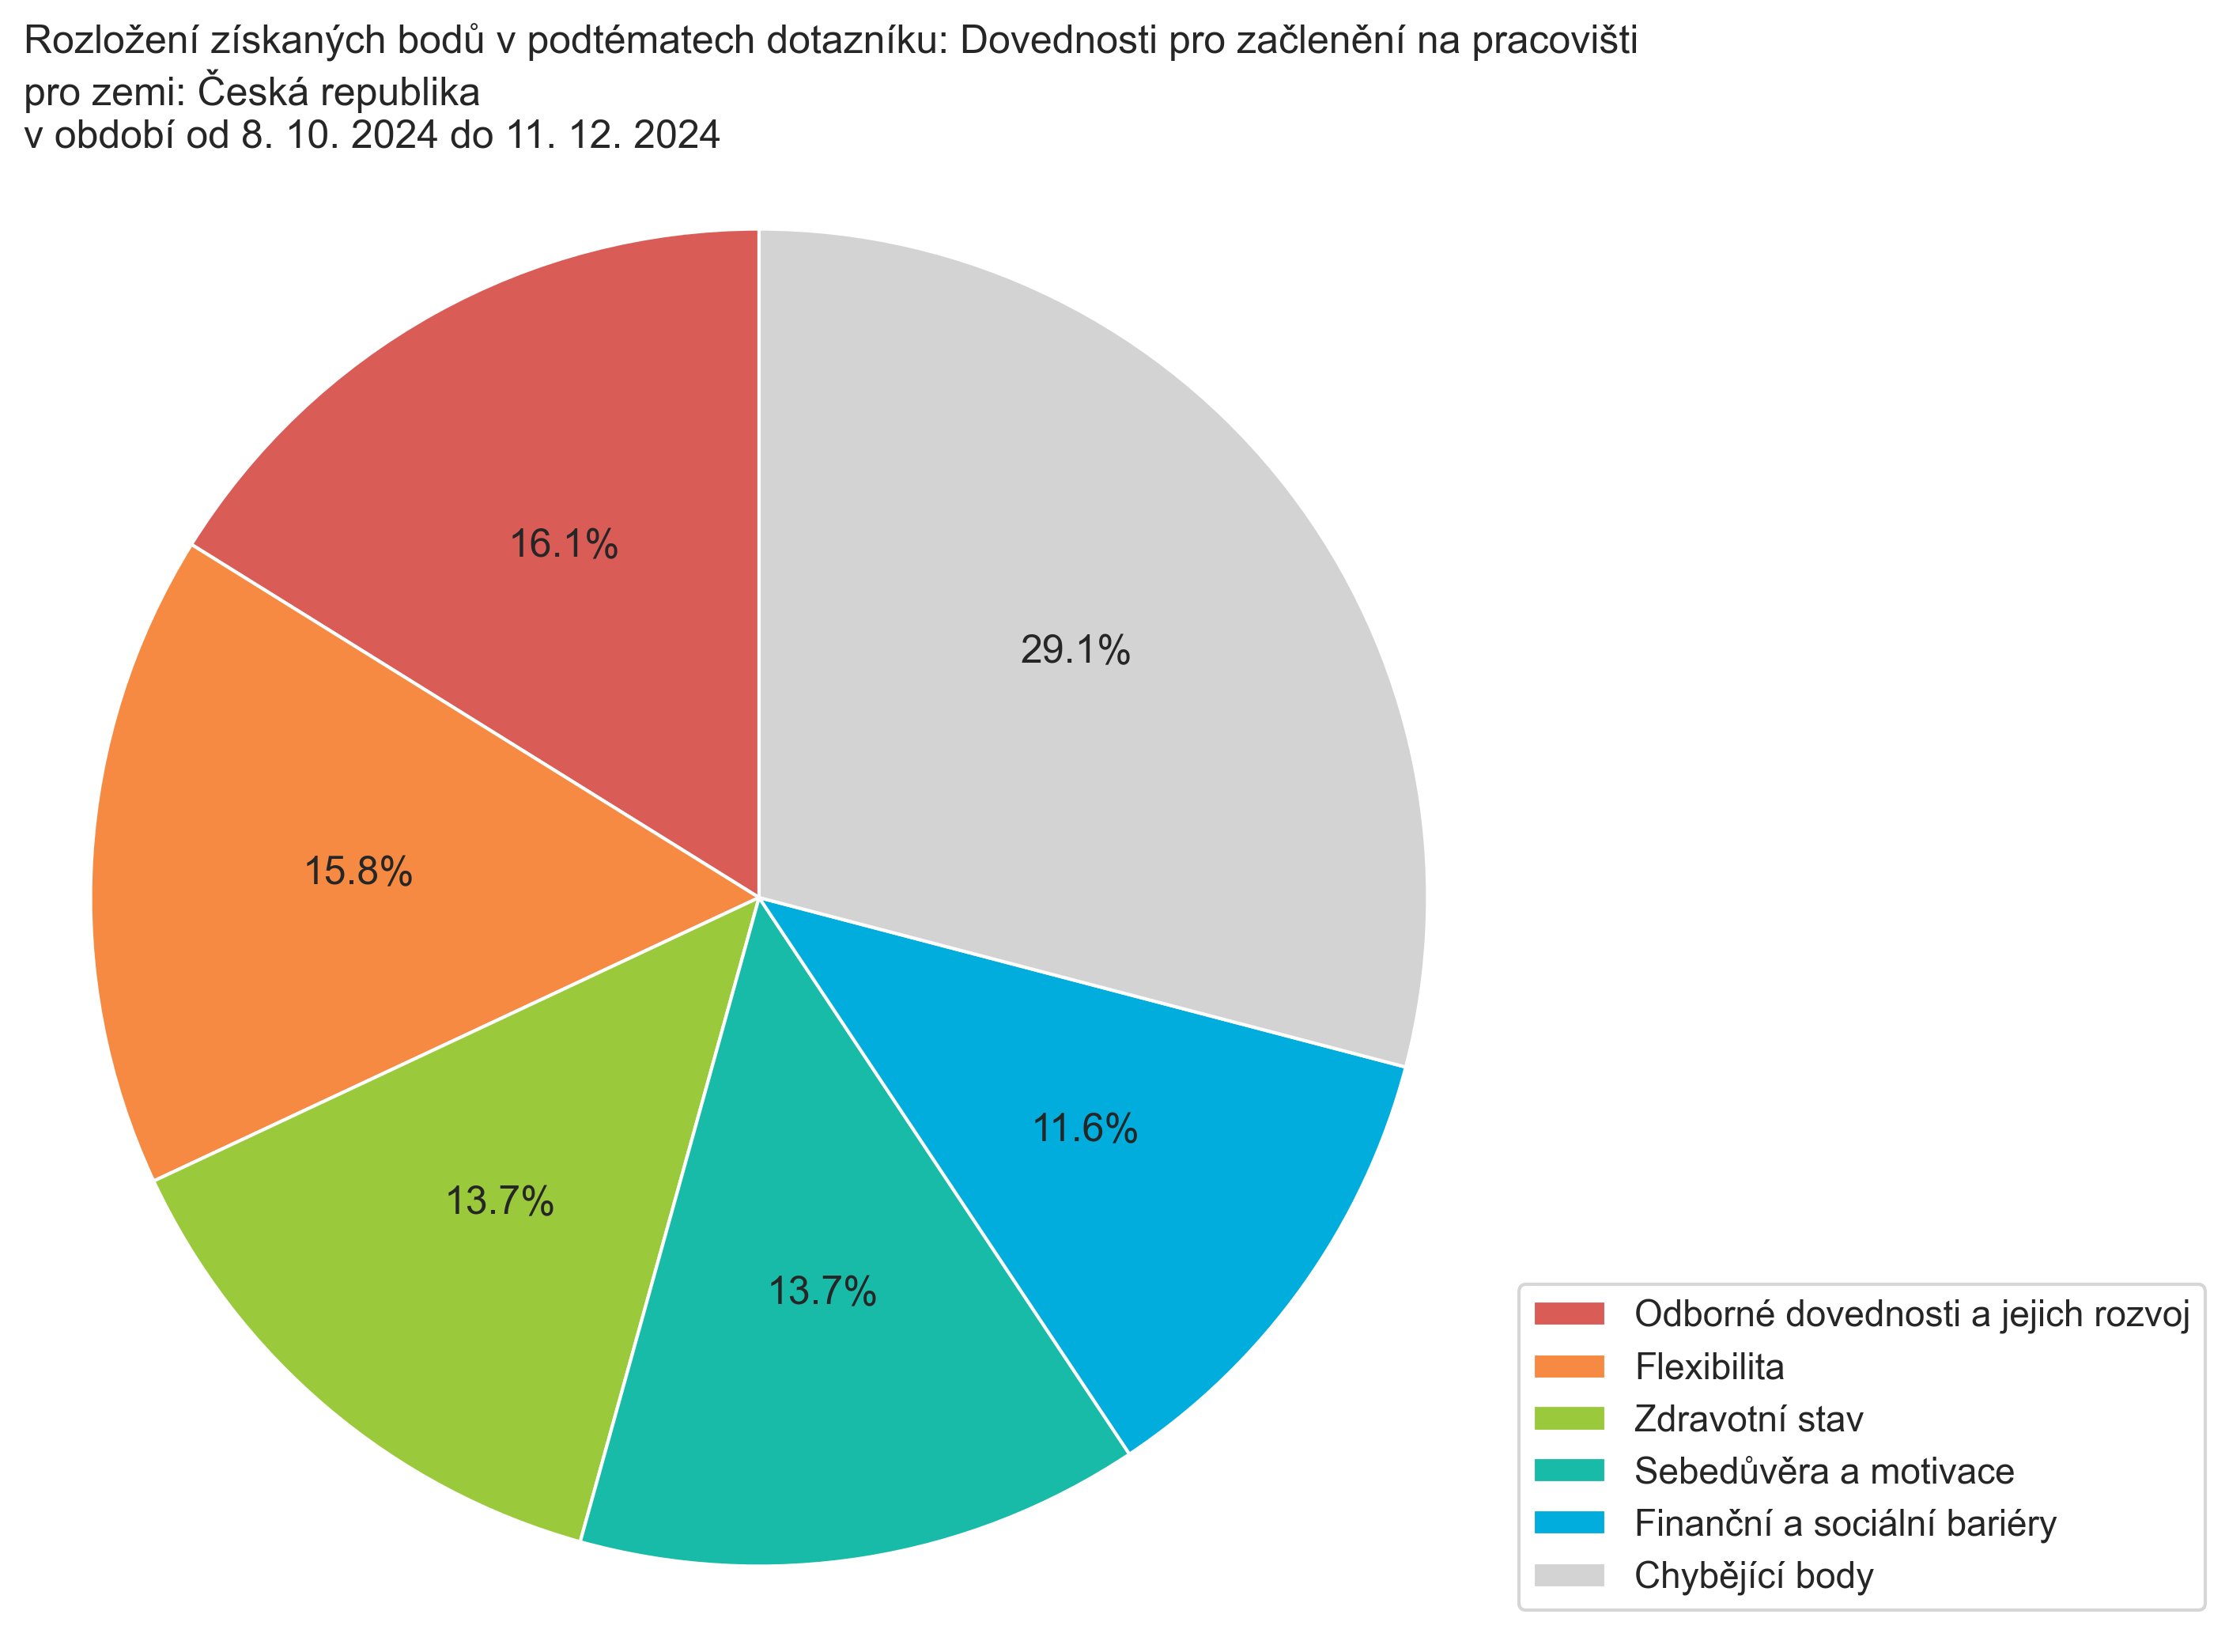 Rozložení získaných bodů v podtématech dotazníku: Dovednosti pro začlenění na pracovišti
pro zemi: Česká republika
v období od 8. 10. 2024 do 11. 12. 2024
16.1%
29.1%
15.8%
11.6%
13.7%
13.7%
Odborné dovednosti a jejich rozvoj
Flexibilita
Zdravotní stav
Sebedůvěra a motivace
Finanční a sociální bariéry
Chybějící body